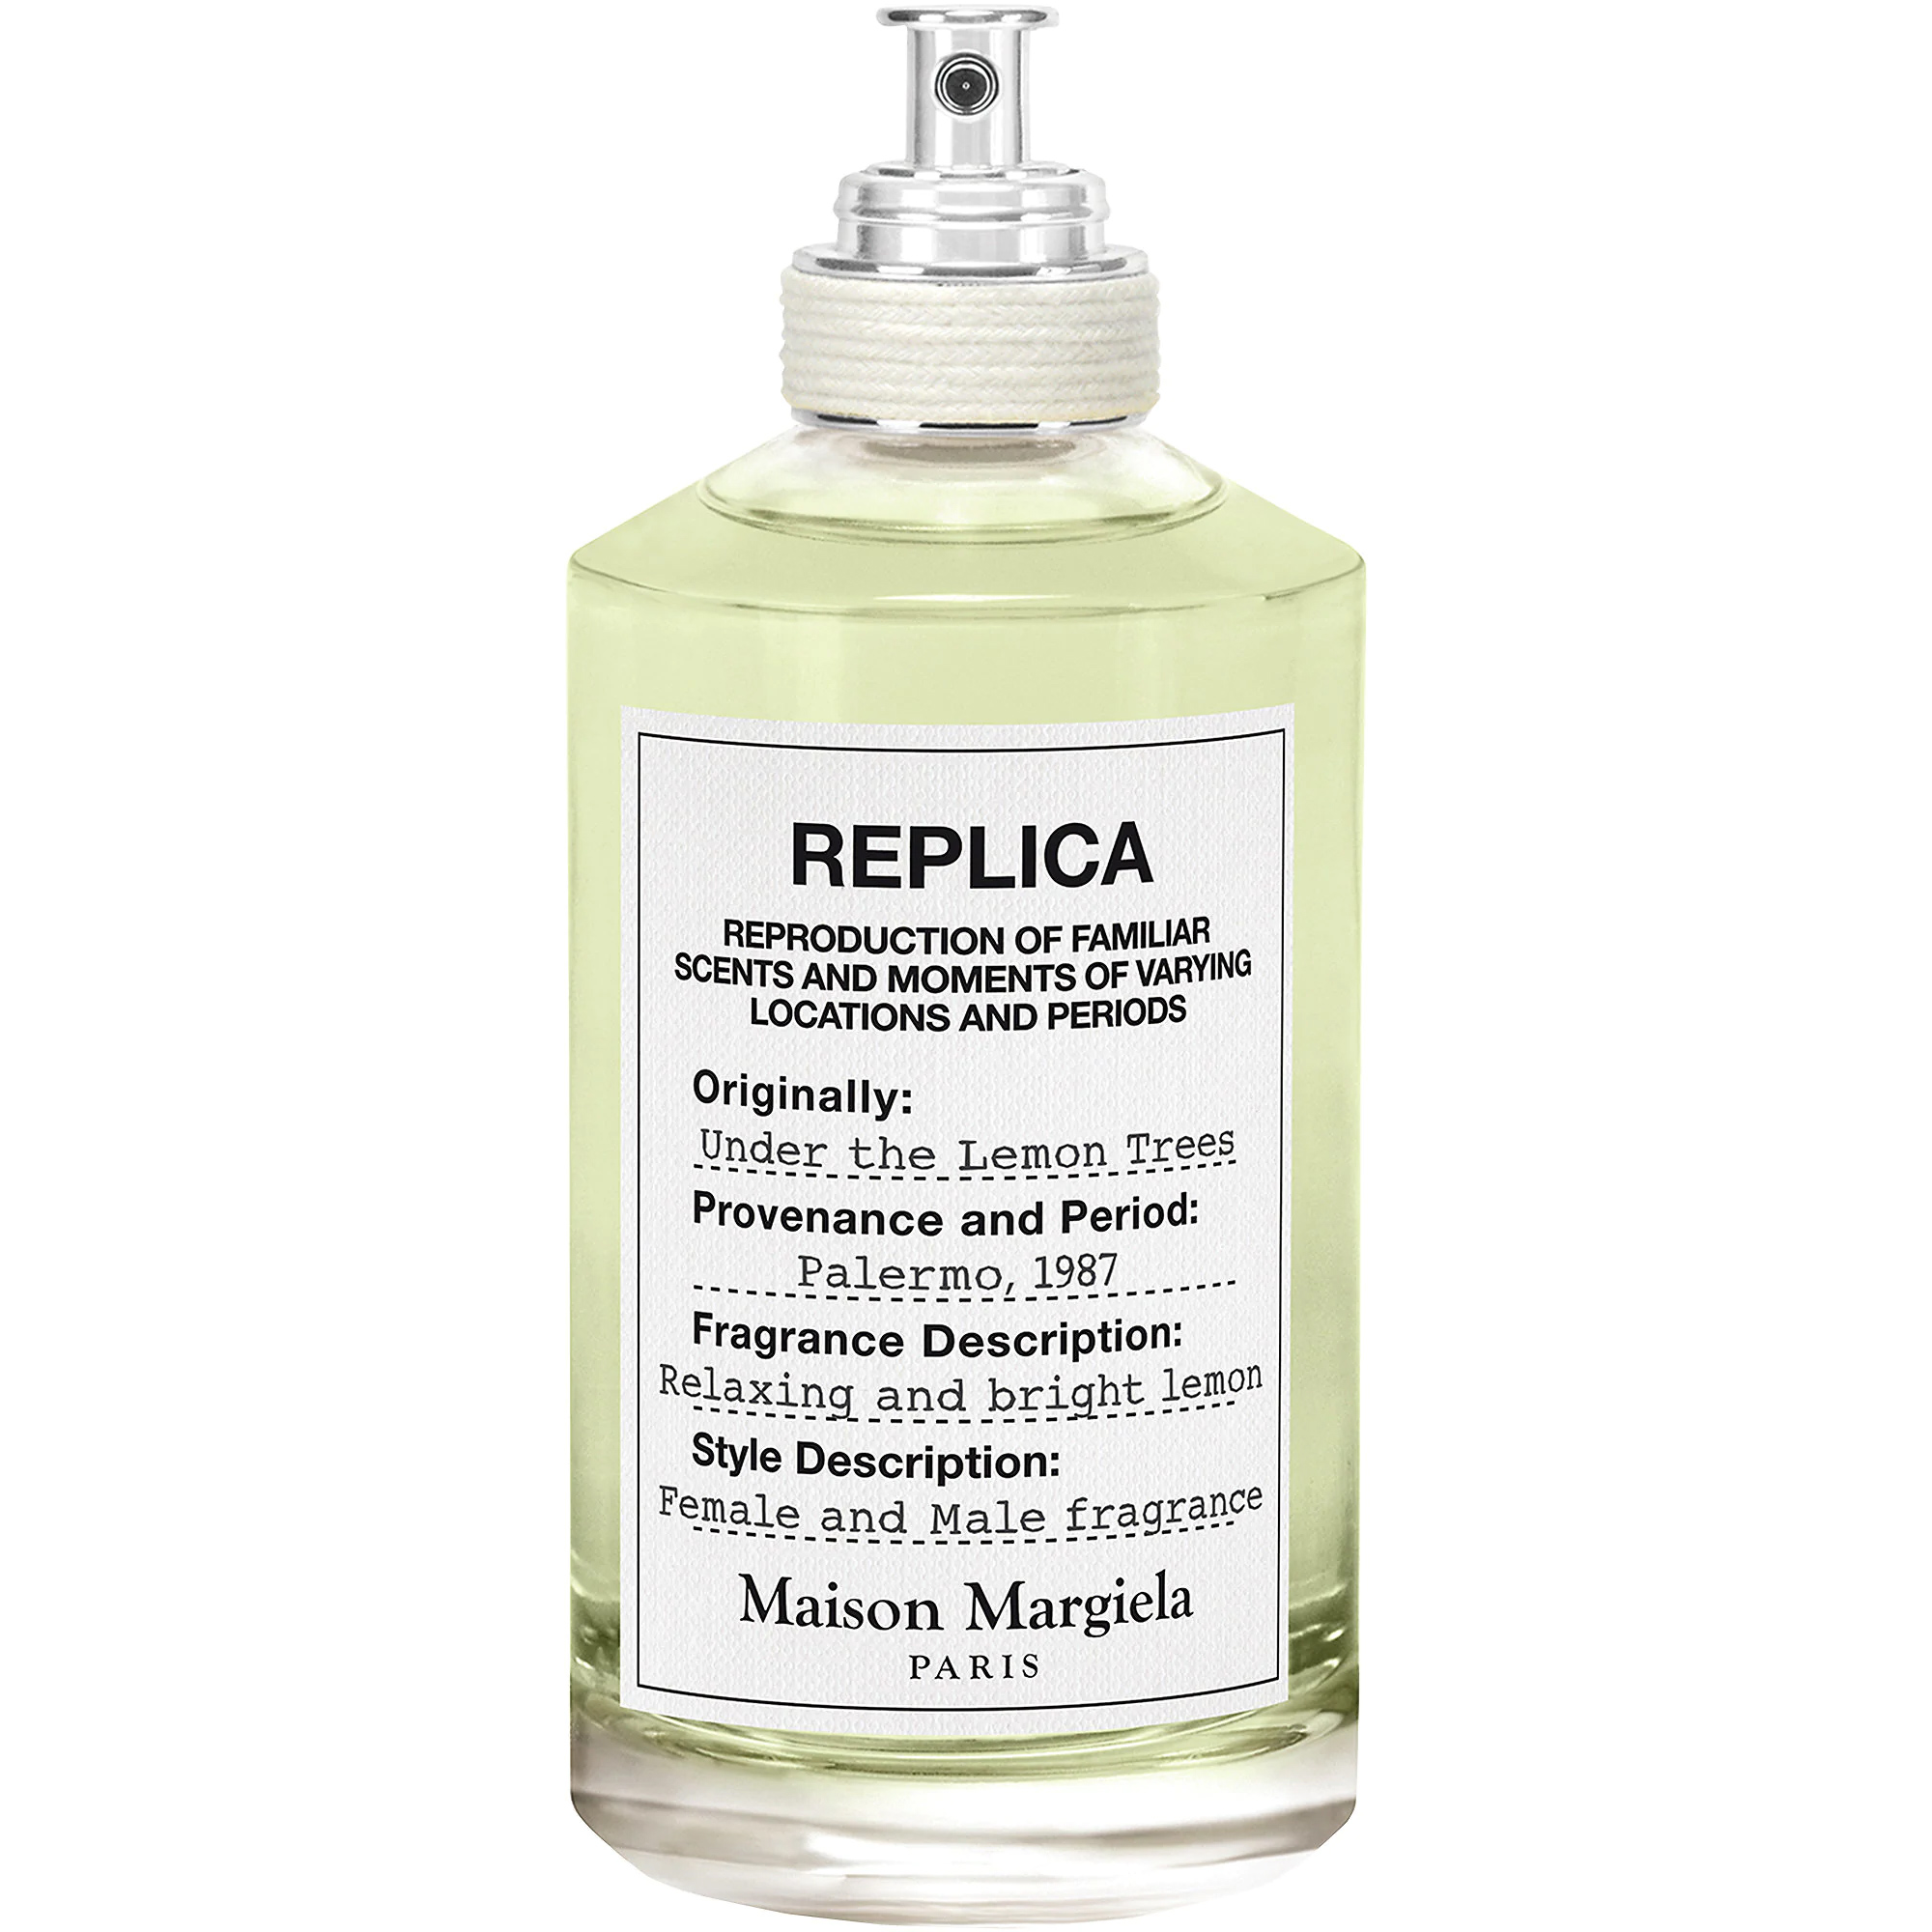 REPLICA
REPRODUCTION OF FAMILIAR
SCENTS AND MOMENTS OF VARYING
LOCATIONS AND PERIODS
Originally:
Under the Lemon Trees
Provenance and Period:
Palermo, 1987
Fragrance Description:
Relaxing and bright lemon
Style Description:
Female and Male fragrance
Maison Margiela
PARIS